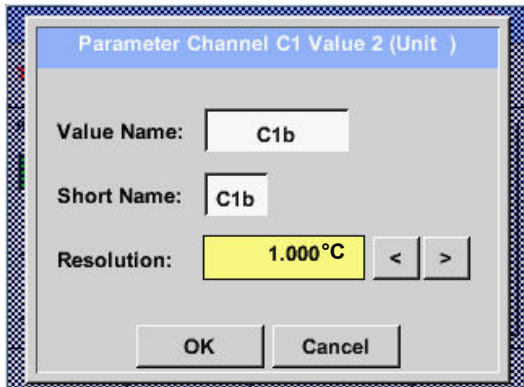 Parameter Channel C1 Value 2 (Unit )
Value Name: C1b
Short Name: C1b
Resolution: 1.000°C < >
OK Cancel